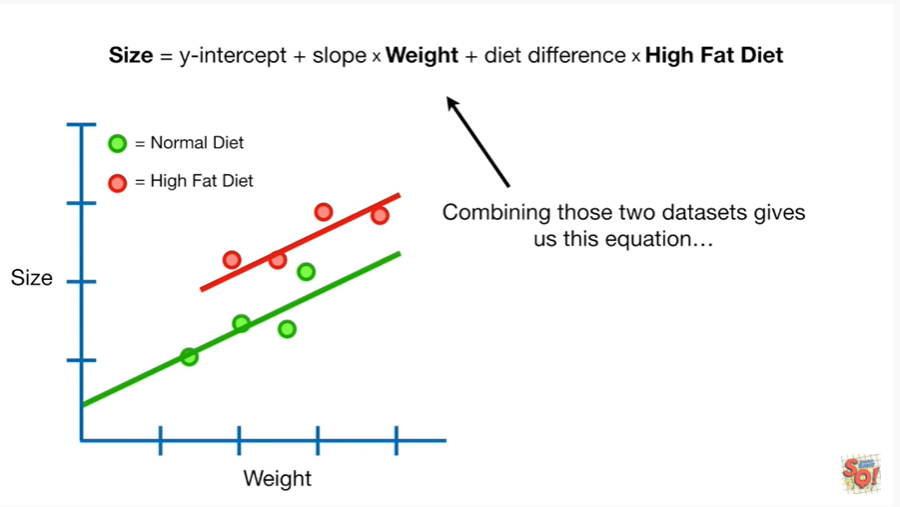 Size = y-intercept + slope x Weight + diet difference x High Fat Diet
= Normal Diet
= High Fat Diet
Combining those two datasets gives
us this equation...
Size
Weight
SQ!